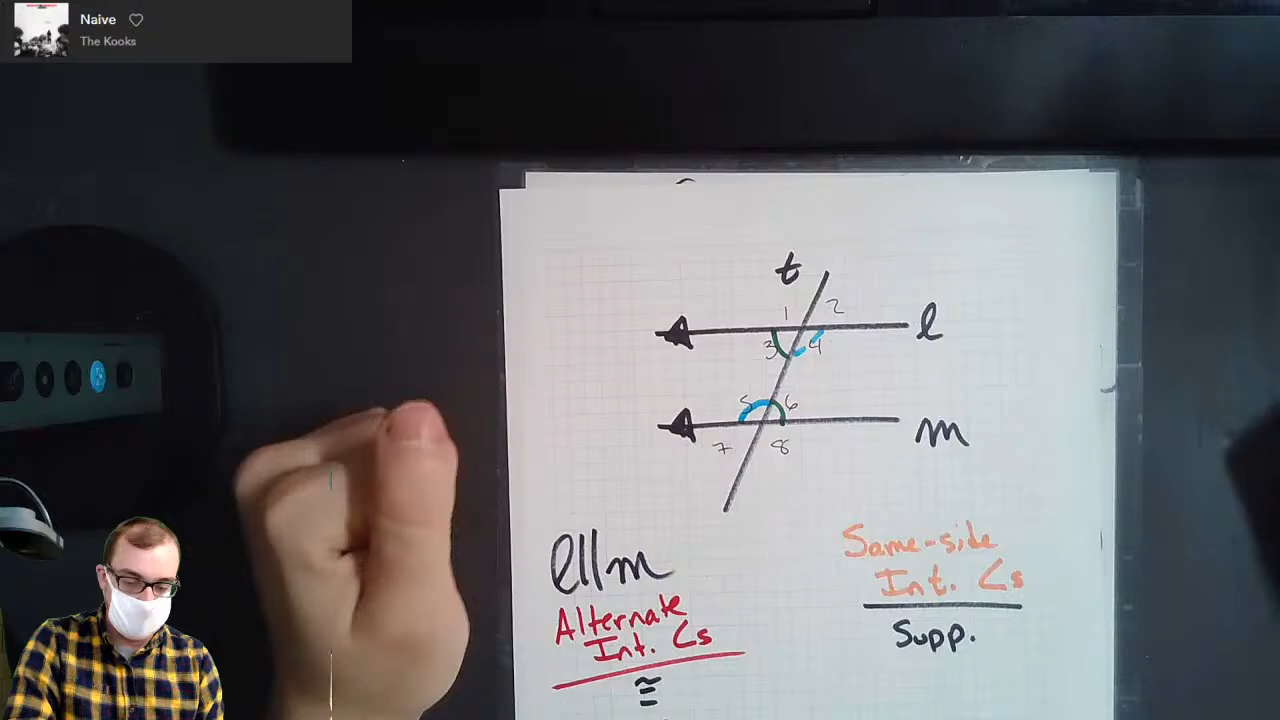 Naive
The Kooks
t
1 2
l
3 4
5 6
m
7 8
l||m
Alternate
Int. ∠s
≅
Same-side
Int. ∠s
Supp.